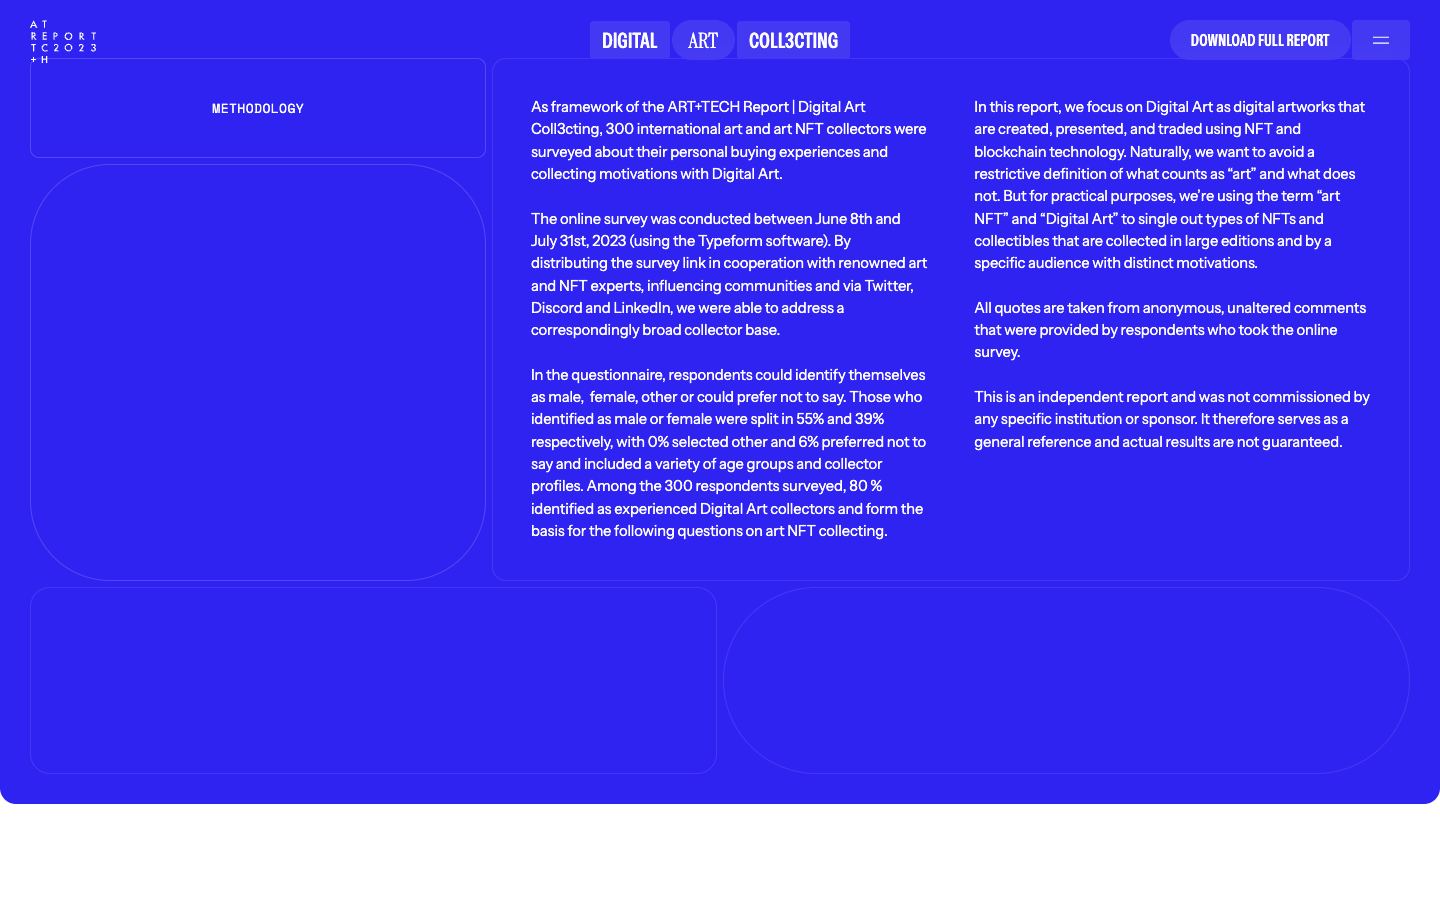 A T
R E P O R T
T C 2 0 2 3
+ H
DIGITAL ART COLL3CTING
DOWNLOAD FULL REPORT
METHODOLOGY
As framework of the ART+TECH Report | Digital Art
Coll3cting, 300 international art and art NFT collectors were
surveyed about their personal buying experiences and
collecting motivations with Digital Art.
The online survey was conducted between June 8th and
July 31st, 2023 (using the Typeform software). By
distributing the survey link in cooperation with renowned art
and NFT experts, influencing communities and via Twitter,
Discord and LinkedIn, we were able to address a
correspondingly broad collector base.
In the questionnaire, respondents could identify themselves
as male,  female, other or could prefer not to say. Those who
identified as male or female were split in 55% and 39%
respectively, with 0% selected other and 6% preferred not to
say and included a variety of age groups and collector
profiles. Among the 300 respondents surveyed, 80 %
identified as experienced Digital Art collectors and form the
basis for the following questions on art NFT collecting.
In this report, we focus on Digital Art as digital artworks that
are created, presented, and traded using NFT and
blockchain technology. Naturally, we want to avoid a
restrictive definition of what counts as “art” and what does
not. But for practical purposes, we’re using the term “art
NFT” and “Digital Art” to single out types of NFTs and
collectibles that are collected in large editions and by a
specific audience with distinct motivations.
All quotes are taken from anonymous, unaltered comments
that were provided by respondents who took the online
survey.
This is an independent report and was not commissioned by
any specific institution or sponsor. It therefore serves as a
general reference and actual results are not guaranteed.